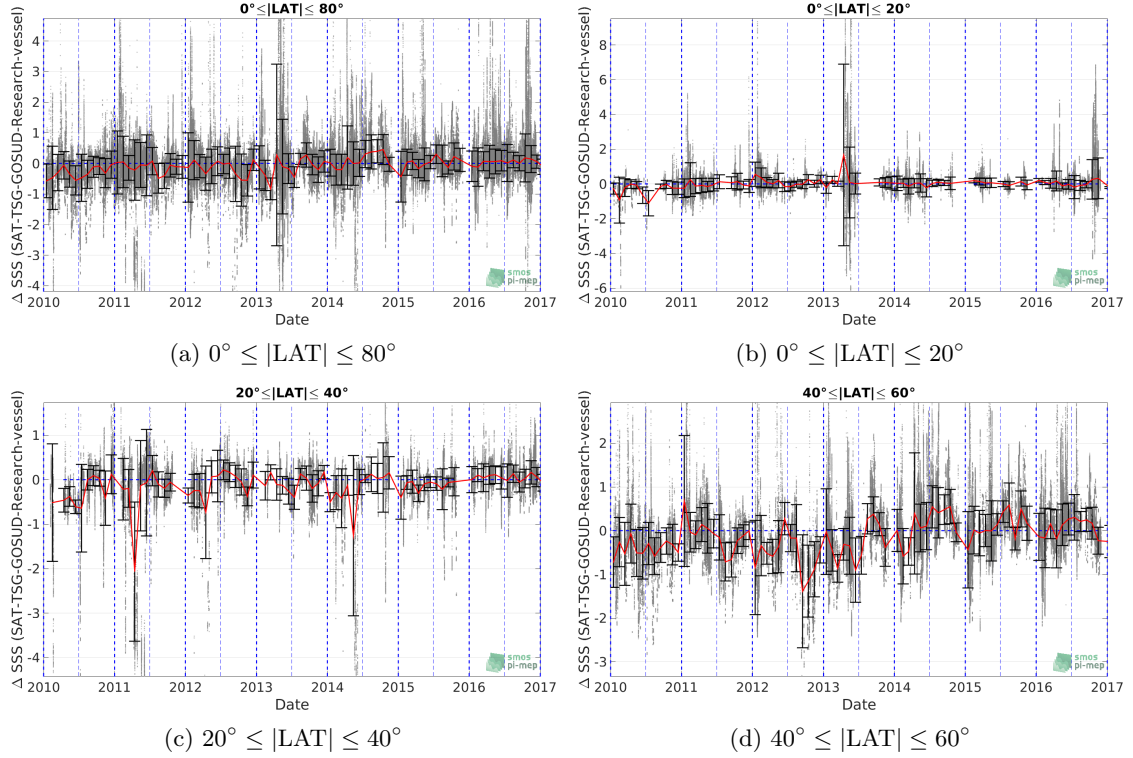 0°≤|LAT|≤ 80°
Δ SSS (SAT-TSG-GOSUD-Research-vessel)
4
3
2
1
0
-1
-2
-3
-4
2010 2011 2012 2013 2014 2015 2016 2017
Date
smos
pi-mep
(a) 0° ≤ |LAT| ≤ 80°
0°≤|LAT|≤ 20°
Δ SSS (SAT-TSG-GOSUD-Research-vessel)
8
6
4
2
0
-2
-4
-6
2010 2011 2012 2013 2014 2015 2016 2017
Date
smos
pi-mep
(b) 0° ≤ |LAT| ≤ 20°
20°≤|LAT|≤ 40°
Δ SSS (SAT-TSG-GOSUD-Research-vessel)
1
0
-1
-2
-3
-4
2010 2011 2012 2013 2014 2015 2016 2017
Date
smos
pi-mep
(c) 20° ≤ |LAT| ≤ 40°
40°≤|LAT|≤ 60°
Δ SSS (SAT-TSG-GOSUD-Research-vessel)
2
1
0
-1
-2
-3
2010 2011 2012 2013 2014 2015 2016 2017
Date
smos
pi-mep
(d) 40° ≤ |LAT| ≤ 60°